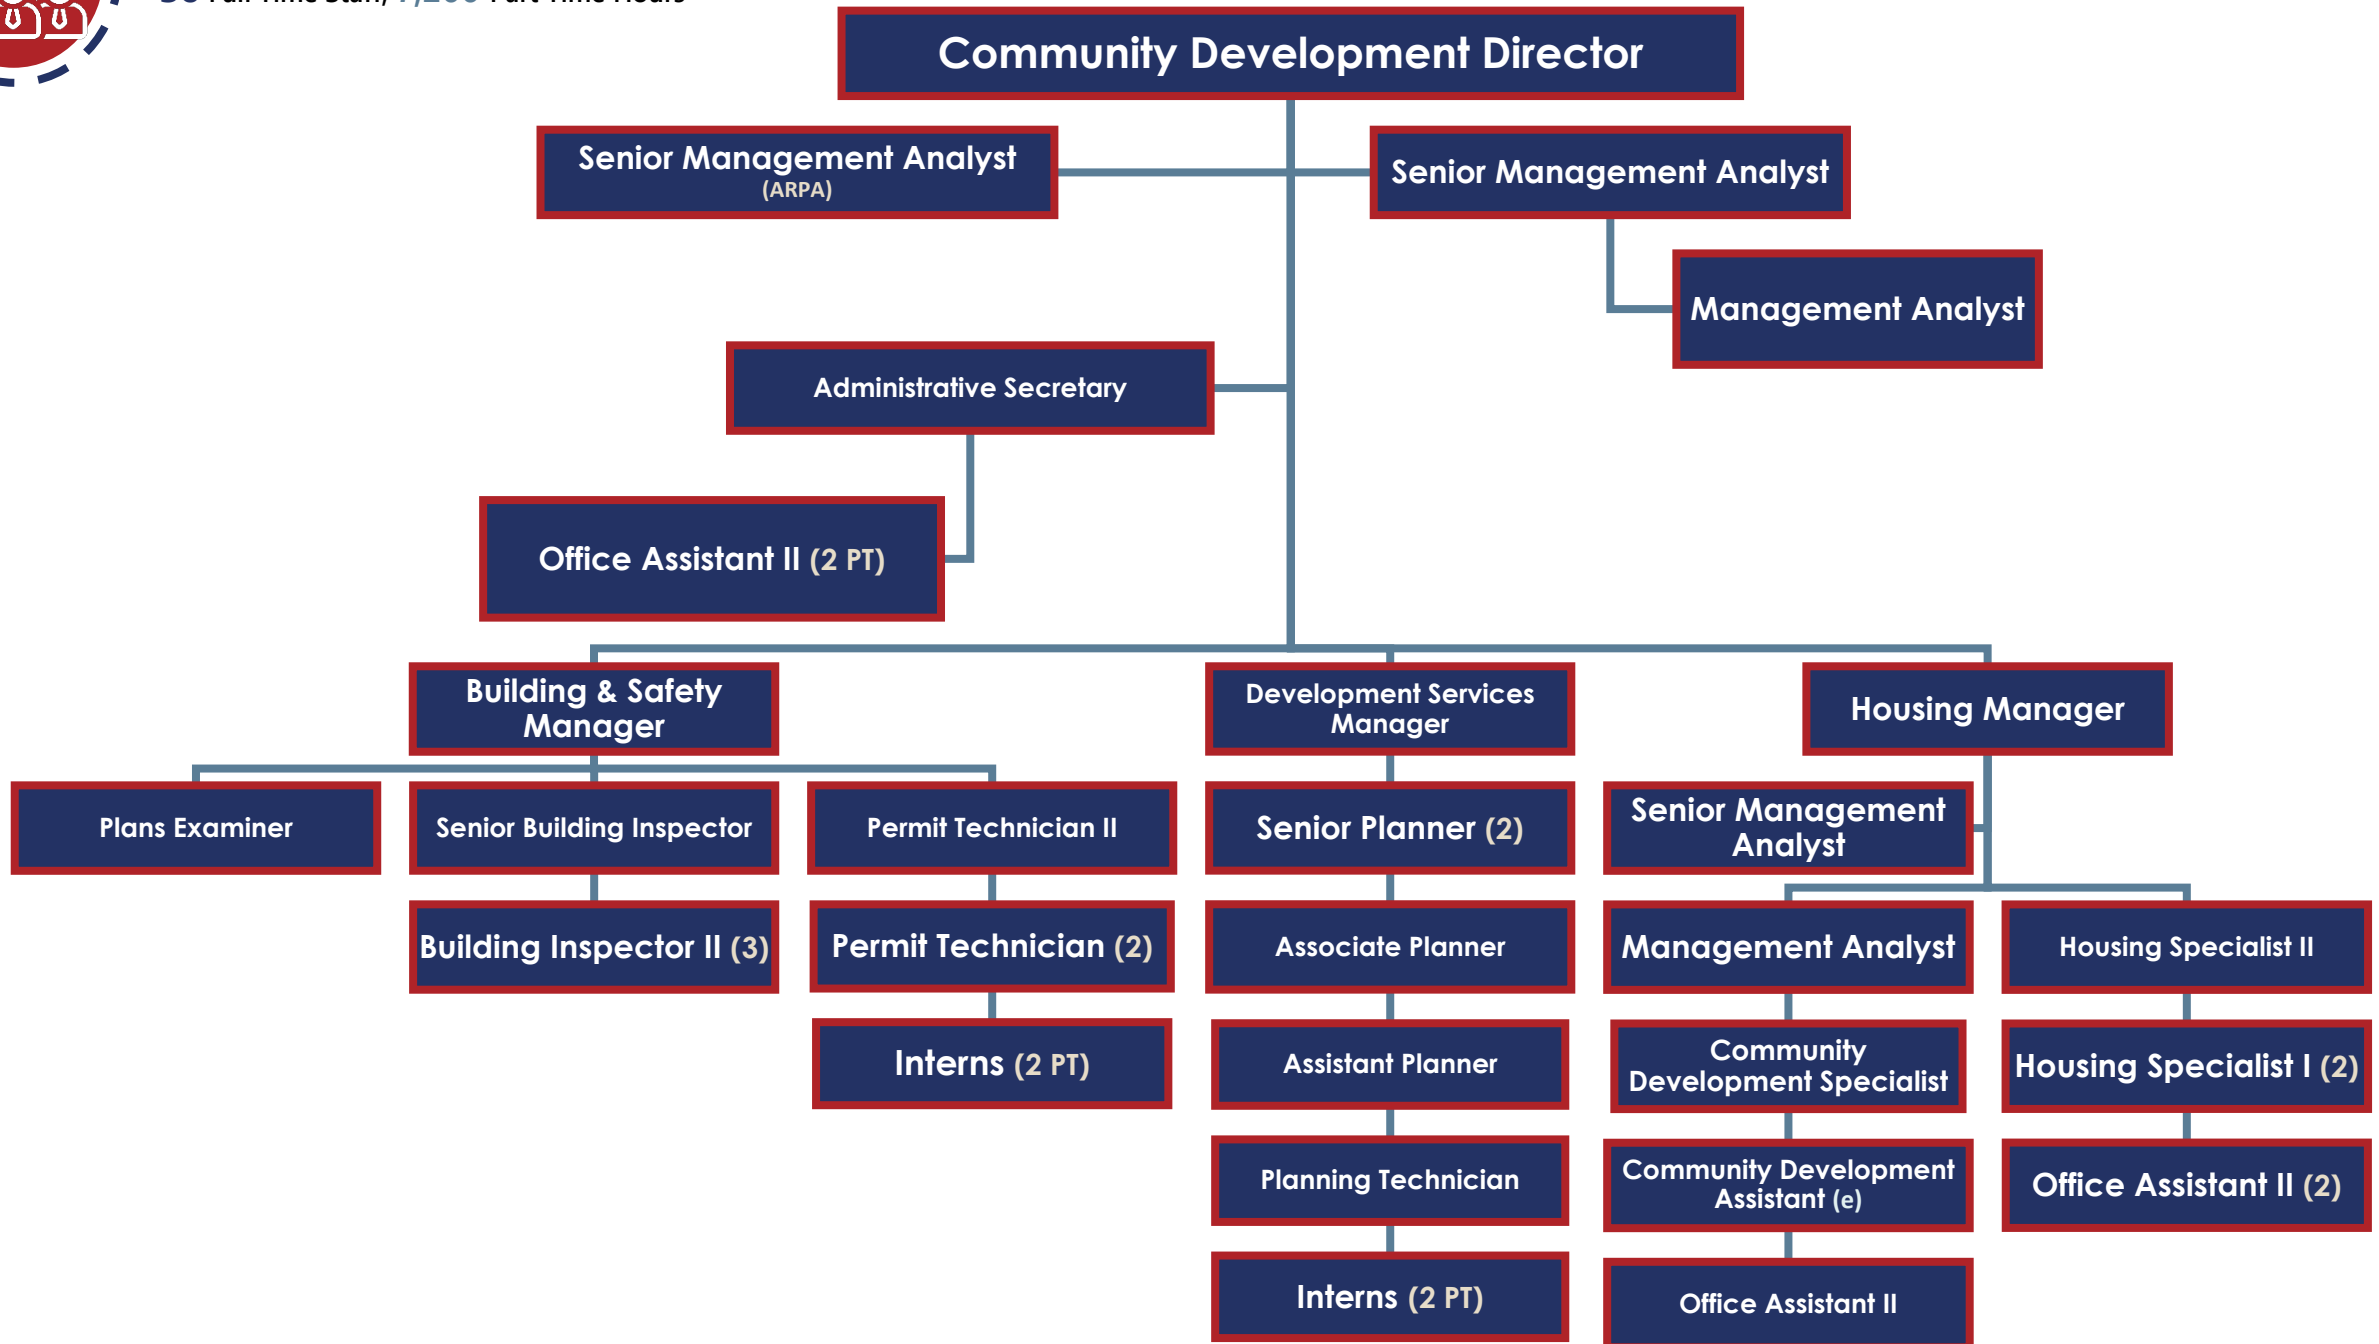 Community Development Director
Senior Management Analyst
(ARPA)
Senior Management Analyst
Management Analyst
Administrative Secretary
Office Assistant II (2 PT)
Building & Safety
Manager
Development Services
Manager
Housing Manager
Plans Examiner
Senior Building Inspector
Permit Technician II
Senior Planner (2)
Senior Management
Analyst
Building Inspector II (3)
Permit Technician (2)
Associate Planner
Management Analyst
Housing Specialist II
Interns (2 PT)
Assistant Planner
Community
Development Specialist
Housing Specialist I (2)
Planning Technician
Community Development
Assistant (e)
Office Assistant II (2)
Interns (2 PT)
Office Assistant II